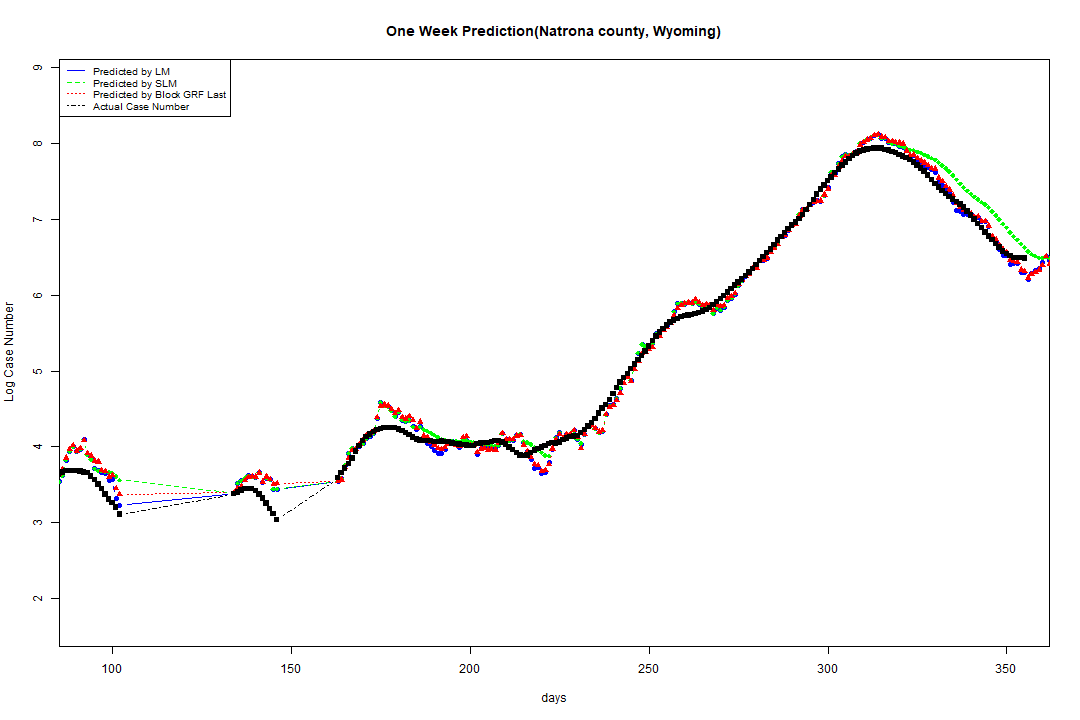 One Week Prediction(Natrona county, Wyoming)
Predicted by LM
Predicted by SLM
Predicted by Block GRF Last
Actual Case Number
Log Case Number
9
8
7
6
5
4
3
2
100 150 200 250 300 350
days